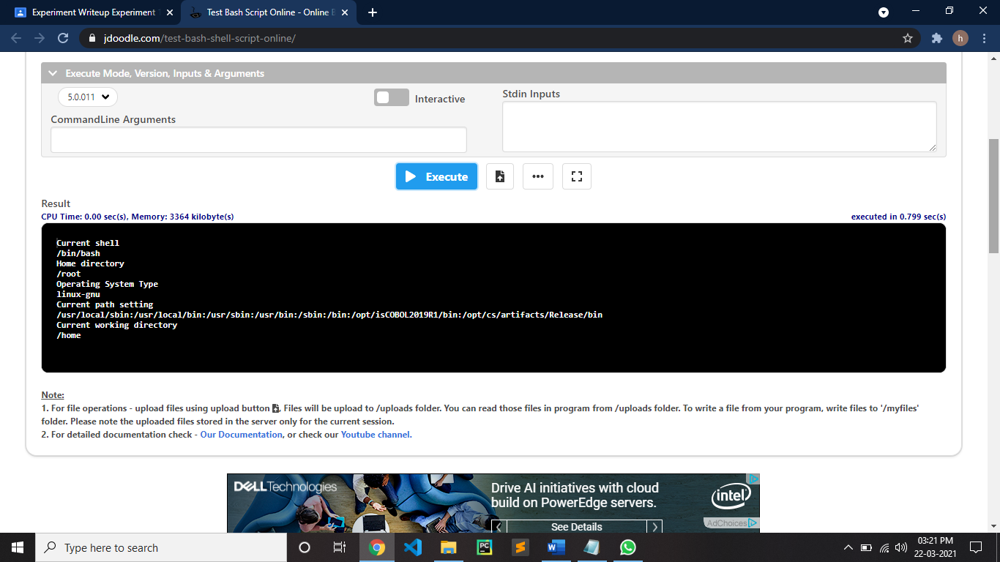 Experiment Writeup Experiment
Test Bash Script Online - Online B
jdoodle.com/test-bash-shell-script-online/
h
Execute Mode, Version, Inputs & Arguments
5.0.011
Interactive
Stdin Inputs
CommandLine Arguments
Execute
Result
CPU Time: 0.00 sec(s), Memory: 3364 kilobyte(s)
executed in 0.799 sec(s)
Current shell
/bin/bash
Home directory
/root
Operating System Type
linux-gnu
Current path setting
/usr/local/sbin:/usr/local/bin:/usr/sbin:/usr/bin:/sbin:/bin:/opt/isCOBOL2019R1/bin:/opt/cs/artifacts/Release/bin
Current working directory
/home
Note:
1. For file operations - upload files using upload button , Files will be upload to /uploads folder. You can read those files in program from /uploads folder. To write a file from your program, write files to '/myfiles'
folder. Please note the uploaded files stored in the server only for the current session.
2. For detailed documentation check - Our Documentation, or check our Youtube channel.
DELLTechnologies
Drive AI initiatives with cloud
build on PowerEdge servers.
intel
See Details
AdChoices
Type here to search
PC
W
03:21 PM
22-03-2021